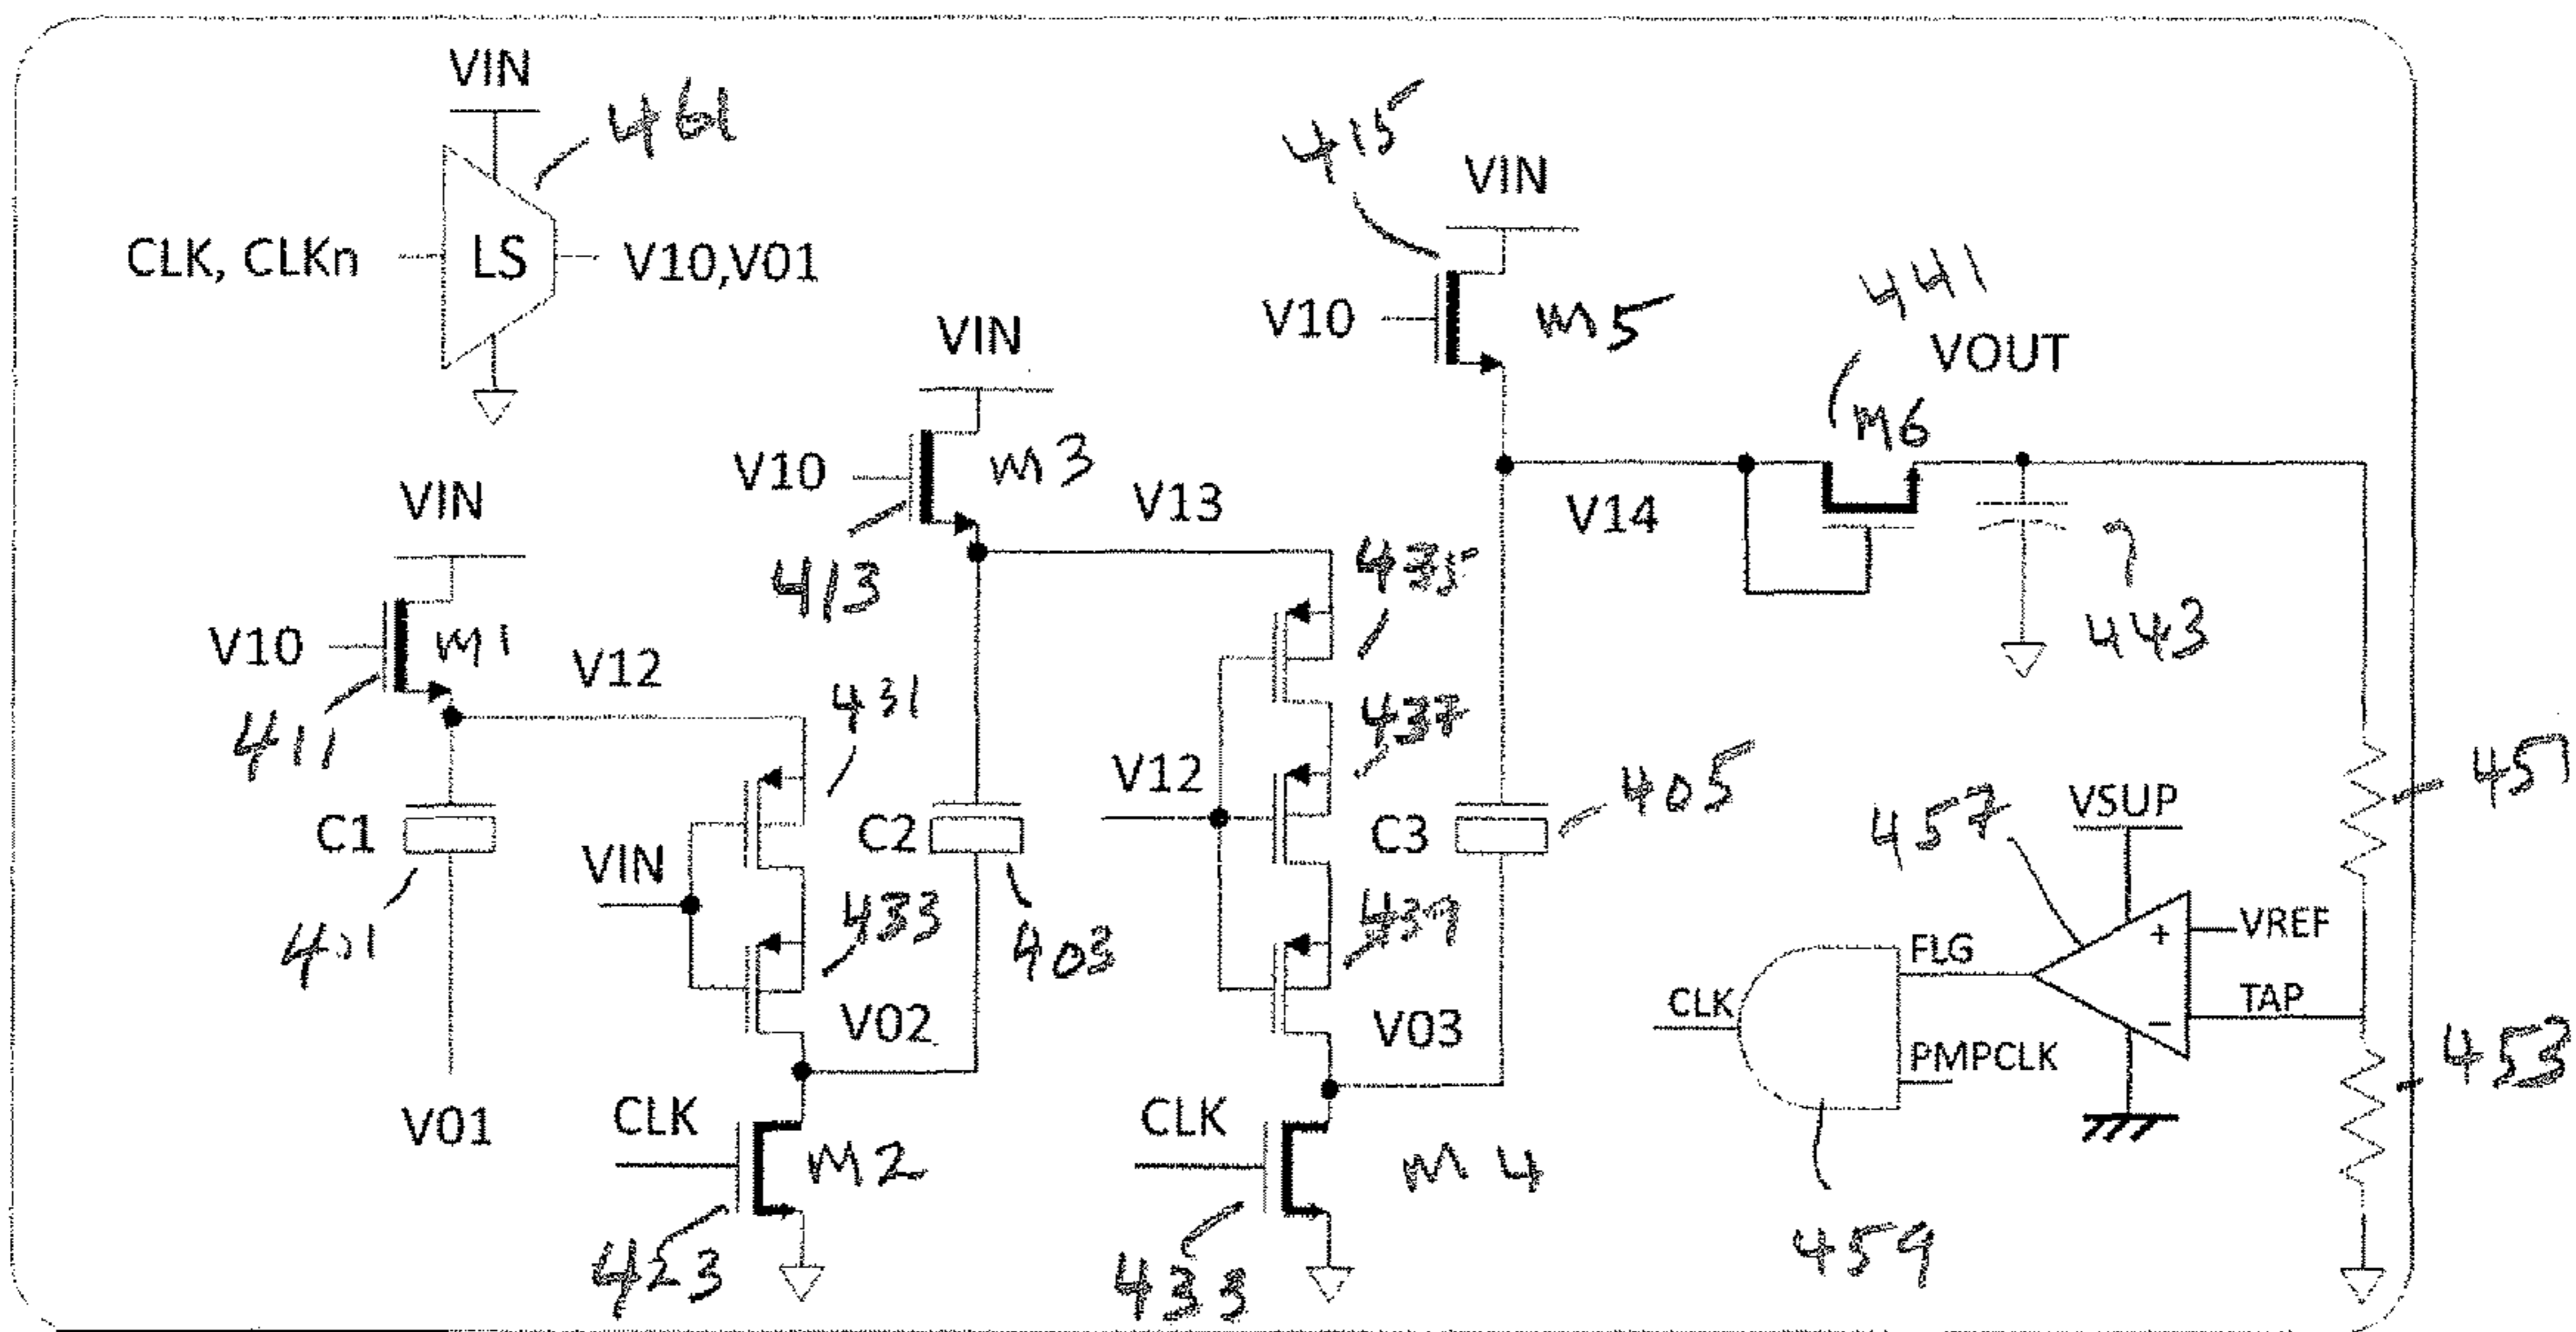 VIN
461
CLK, CLKn
LS
V10,V01
415
VIN
V10
M5
441
VOUT
M6
VIN
V10
M3
413
V13
V14
443
VIN
V10
M1
411
V12
431
435
437
V12
C1
401
VIN
433
C2
403
439
C3
405
V01
V02
V03
CLK
M2
423
CLK
M4
433
457
VSUP
451
+
VREF
FLG
TAP
–
CLK
PMPCLK
453
459